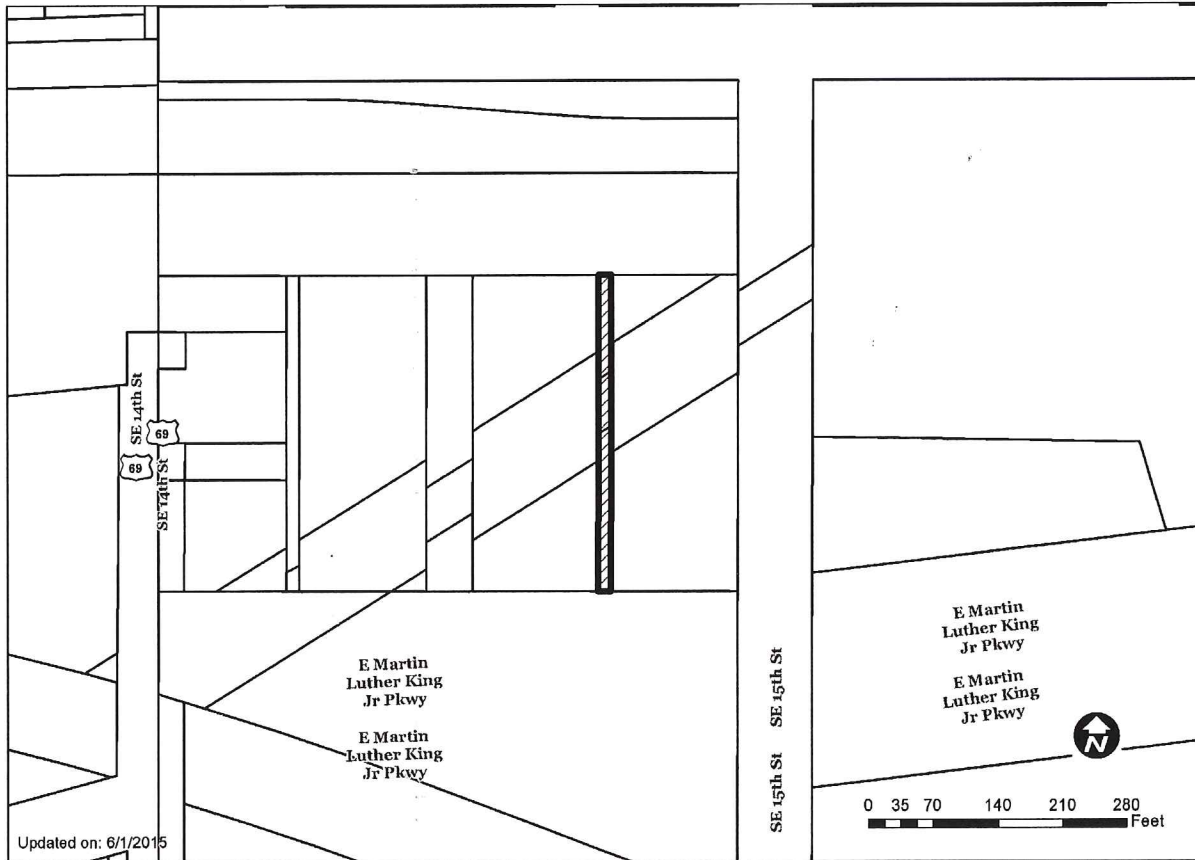 SE 14th St
69
69
SE 14th St
E Martin
Luther King
Jr Pkwy
E Martin
Luther King
Jr Pkwy
SE 15th St
SE 15th St
E Martin
Luther King
Jr Pkwy
E Martin
Luther King
Jr Pkwy
N
0 35 70 140 210 280
Feet
Updated on: 6/1/2015